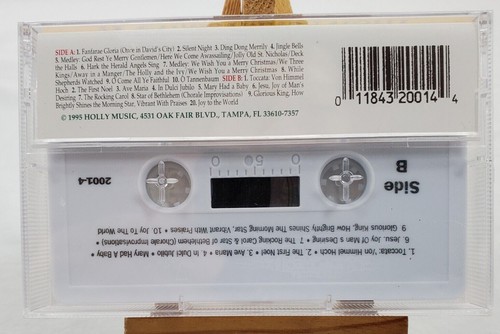 SIDE A: 1. Fanfarae Gloria (Once in David's City) 2. Silent Night 3. Ding Dong Merrily 4. Jingle Bells
5. Medley: God Rest Ye Merry Gentlemen/Here We Come Awassailing/Jolly Old St. Nicholas/Deck
the Halls 6. Hark the Herald Angels Sing 7. Medley: We Wish You a Merry Christmas/We Three
Kings/Away in a Manger/The Holly and the Ivy/We Wish You a Merry Christmas 8. While
Shepherds Watched 9. O Come All Ye Faithful 10. O Tannenbaum SIDE B: 1. Toccata: Von Himmel
Hoch 2. The First Noel 3. Ave Maria 4. In Dulci Jubilo 5. Mary Had a Baby 6. Jesu, Joy of Man's
Desiring 7. The Rocking Carol 8. Star of Bethlehem (Chorale Improvisations) 9. Glorious King, How
Brightly Shines the Morning Star, Vibrant With Praises 20. Joy to the World
© 1995 HOLLY MUSIC, 4531 OAK FAIR BLVD., TAMPA, FL 33610-7357
0 11843 20014 4
Side
B
2001-4
0 50 100
1. Toccata: Von Himmel Hoch • 2. The First Noel • 3. Ave Maria • 4. In Dulci Jubilo • Mary Had Baby •
6. Jesu, Joy Of Man's Desiring • 7. The Rocking Carol & Star of Bethleem (Chorale Improvisations) •
9 Glorious King, How Brightly Shines The Morning Star, Vibrant, Praises With • 10. Joy To The World